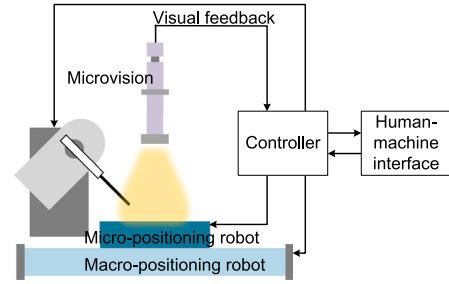 Visual feedback
Microvision
Controller
Human-
machine
interface
Micro-positioning robot
Macro-positioning robot